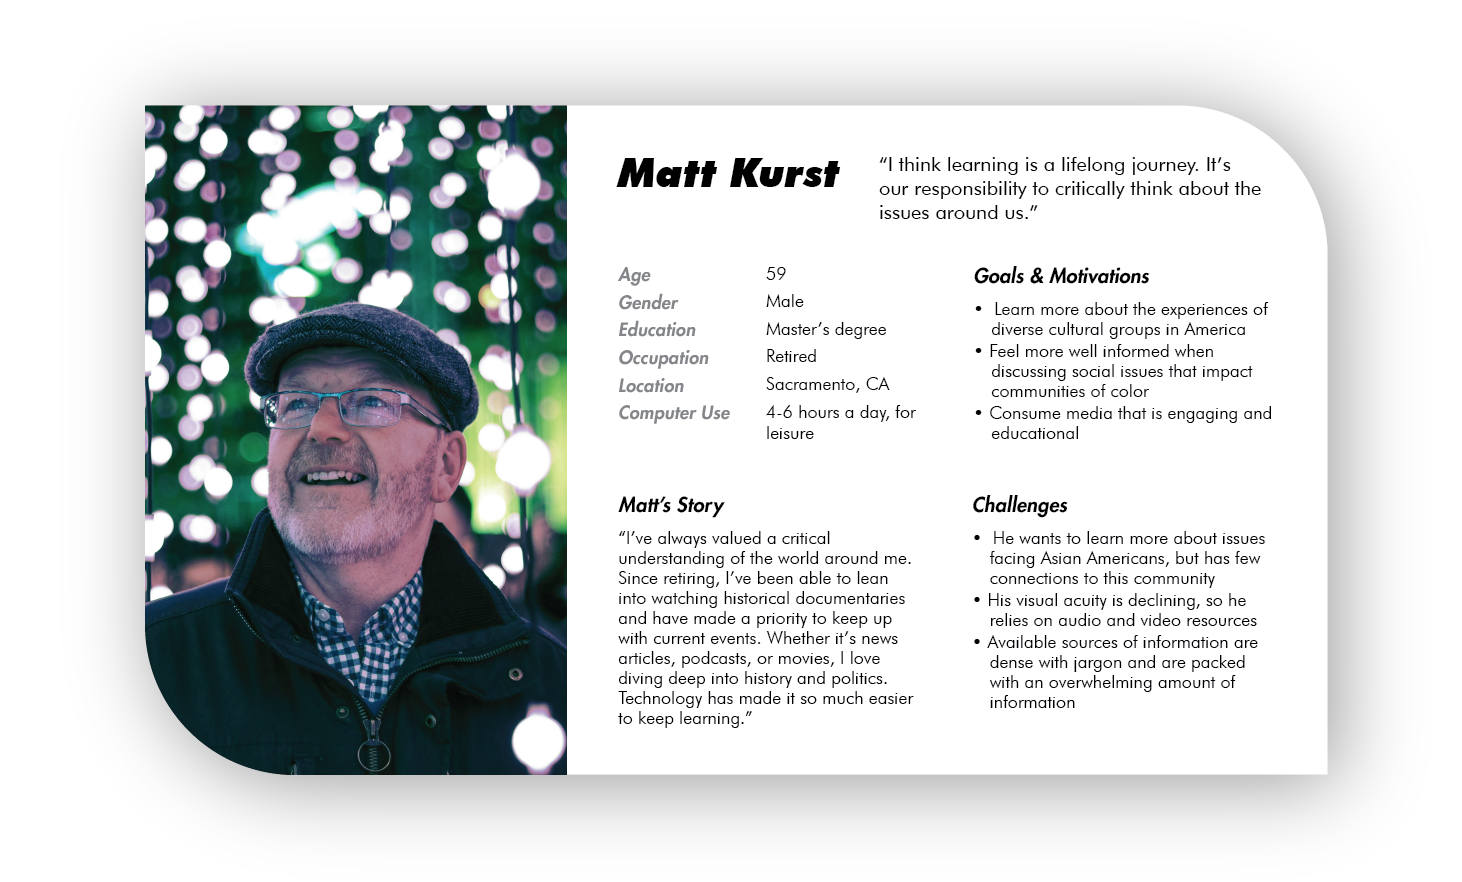 Matt Kurst
“I think learning is a lifelong journey. It’s
our responsibility to critically think about the
issues around us.”
Age 59
Gender Male
Education Master’s degree
Occupation Retired
Location Sacramento, CA
Computer Use 4-6 hours a day, for
leisure
Goals & Motivations
• Learn more about the experiences of
diverse cultural groups in America
• Feel more well informed when
discussing social issues that impact
communities of color
• Consume media that is engaging and
educational
Matt’s Story
“I’ve always valued a critical
understanding of the world around me.
Since retiring, I’ve been able to lean
into watching historical documentaries
and have made a priority to keep up
with current events. Whether it’s news
articles, podcasts, or movies, I love
diving deep into history and politics.
Technology has made it so much easier
to keep learning.”
Challenges
• He wants to learn more about issues
facing Asian Americans, but has few
connections to this community
• His visual acuity is declining, so he
relies on audio and video resources
• Available sources of information are
dense with jargon and are packed
with an overwhelming amount of
information